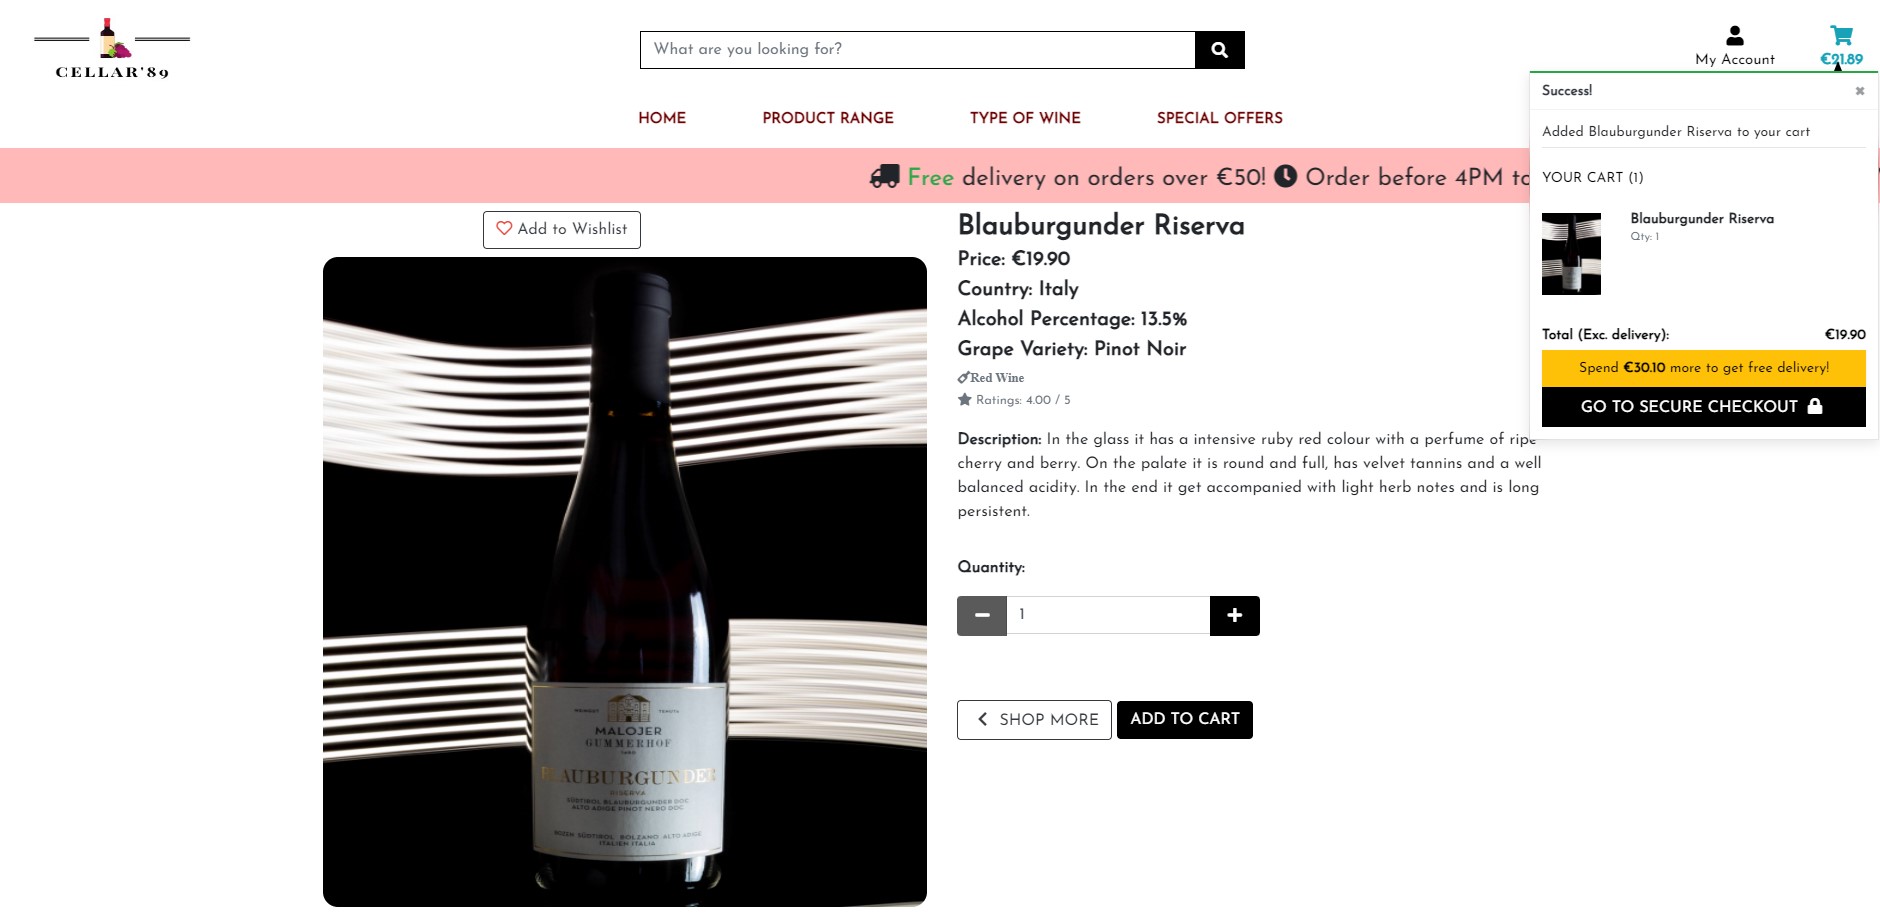 CELLAR'89
What are you looking for?
My Account
€21.89
HOME
PRODUCT RANGE
TYPE OF WINE
SPECIAL OFFERS
Success!
Added Blauburgunder Riserva to your cart
YOUR CART (1)
Blauburgunder Riserva
Qty: 1
Total (Exc. delivery): €19.90
Spend €30.10 more to get free delivery!
GO TO SECURE CHECKOUT
Free delivery on orders over €50! Order before 4PM to
Add to Wishlist
Blauburgunder Riserva
Price: €19.90
Country: Italy
Alcohol Percentage: 13.5%
Grape Variety: Pinot Noir
Red Wine
Ratings: 4.00 / 5
Description: In the glass it has a intensive ruby red colour with a perfume of ripe
cherry and berry. On the palate it is round and full, has velvet tannins and a well
balanced acidity. In the end it get accompanied with light herb notes and is long
persistent.
Quantity:
1
SHOP MORE
ADD TO CART
WEINGUT TENUTA
MALOJER
GUMMERHOF
BLAUBURGUNDER
RISERVA
SÜDTIROL BLAUBURGUNDER DOC
ALTO ADIGE PINOT NERO DOC
BOZEN SÜDTIROL BOLZANO ALTO ADIGE
ITALIEN ITALIA